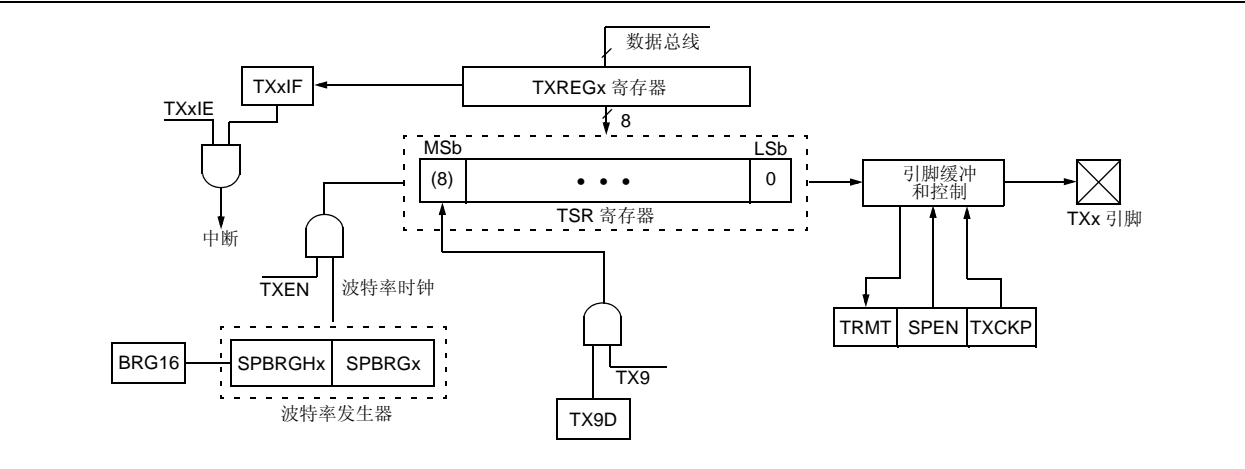 数据总线
TXREGx 寄存器
TXxIF
TXxIE
8
MSb
LSb
(8)
• • •
0
TSR 寄存器
引脚缓冲
和控制
TXx 引脚
中断
TXEN
波特率时钟
TRMT
SPEN
TXCKP
BRG16
SPBRGHx
SPBRGx
波特率发生器
TX9
TX9D